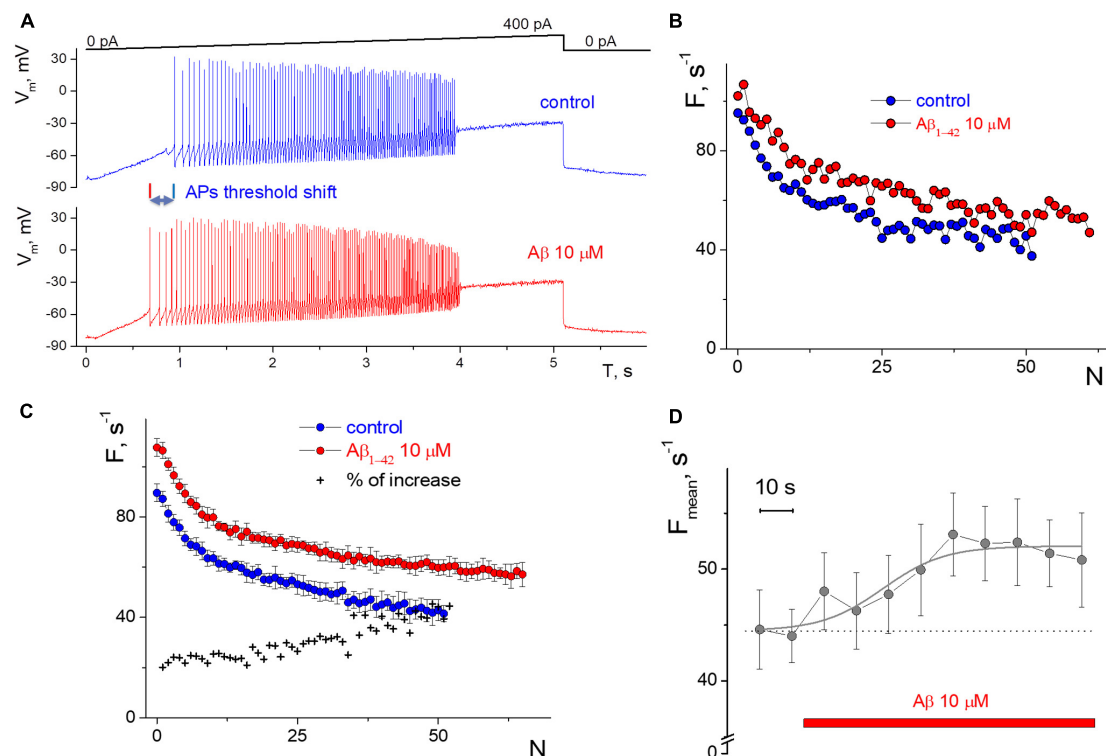 A
0 pA
400 pA
0 pA
Vm, mV
30
0
-30
-60
-90
control
APs threshold shift
Vm, mV
30
0
-30
-60
-90
Aβ 10 μM
0
1
2
3
4
5
T, s
B
F, s-1
80
40
0
control
Aβ1–42 10 μM
0
25
50
N
C
F, s-1
80
40
0
control
Aβ1–42 10 μM
% of increase
0
25
50
N
D
Fmean, s-1
10 s
50
40
0
Aβ 10 μM